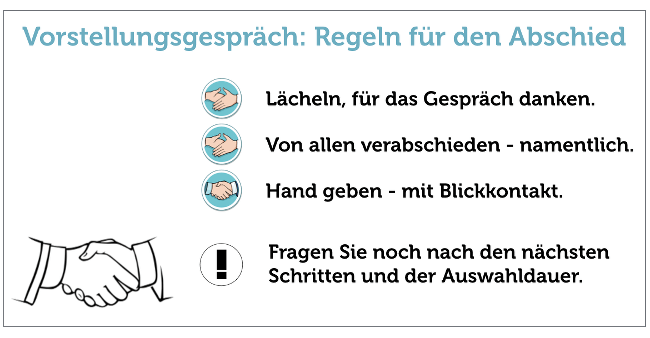 Vorstellungsgespräch: Regeln für den Abschied
Lächeln, für das Gespräch danken.
Von allen verabschieden - namentlich.
Hand geben - mit Blickkontakt.
!
Fragen Sie noch nach den nächsten
Schritten und der Auswahldauer.